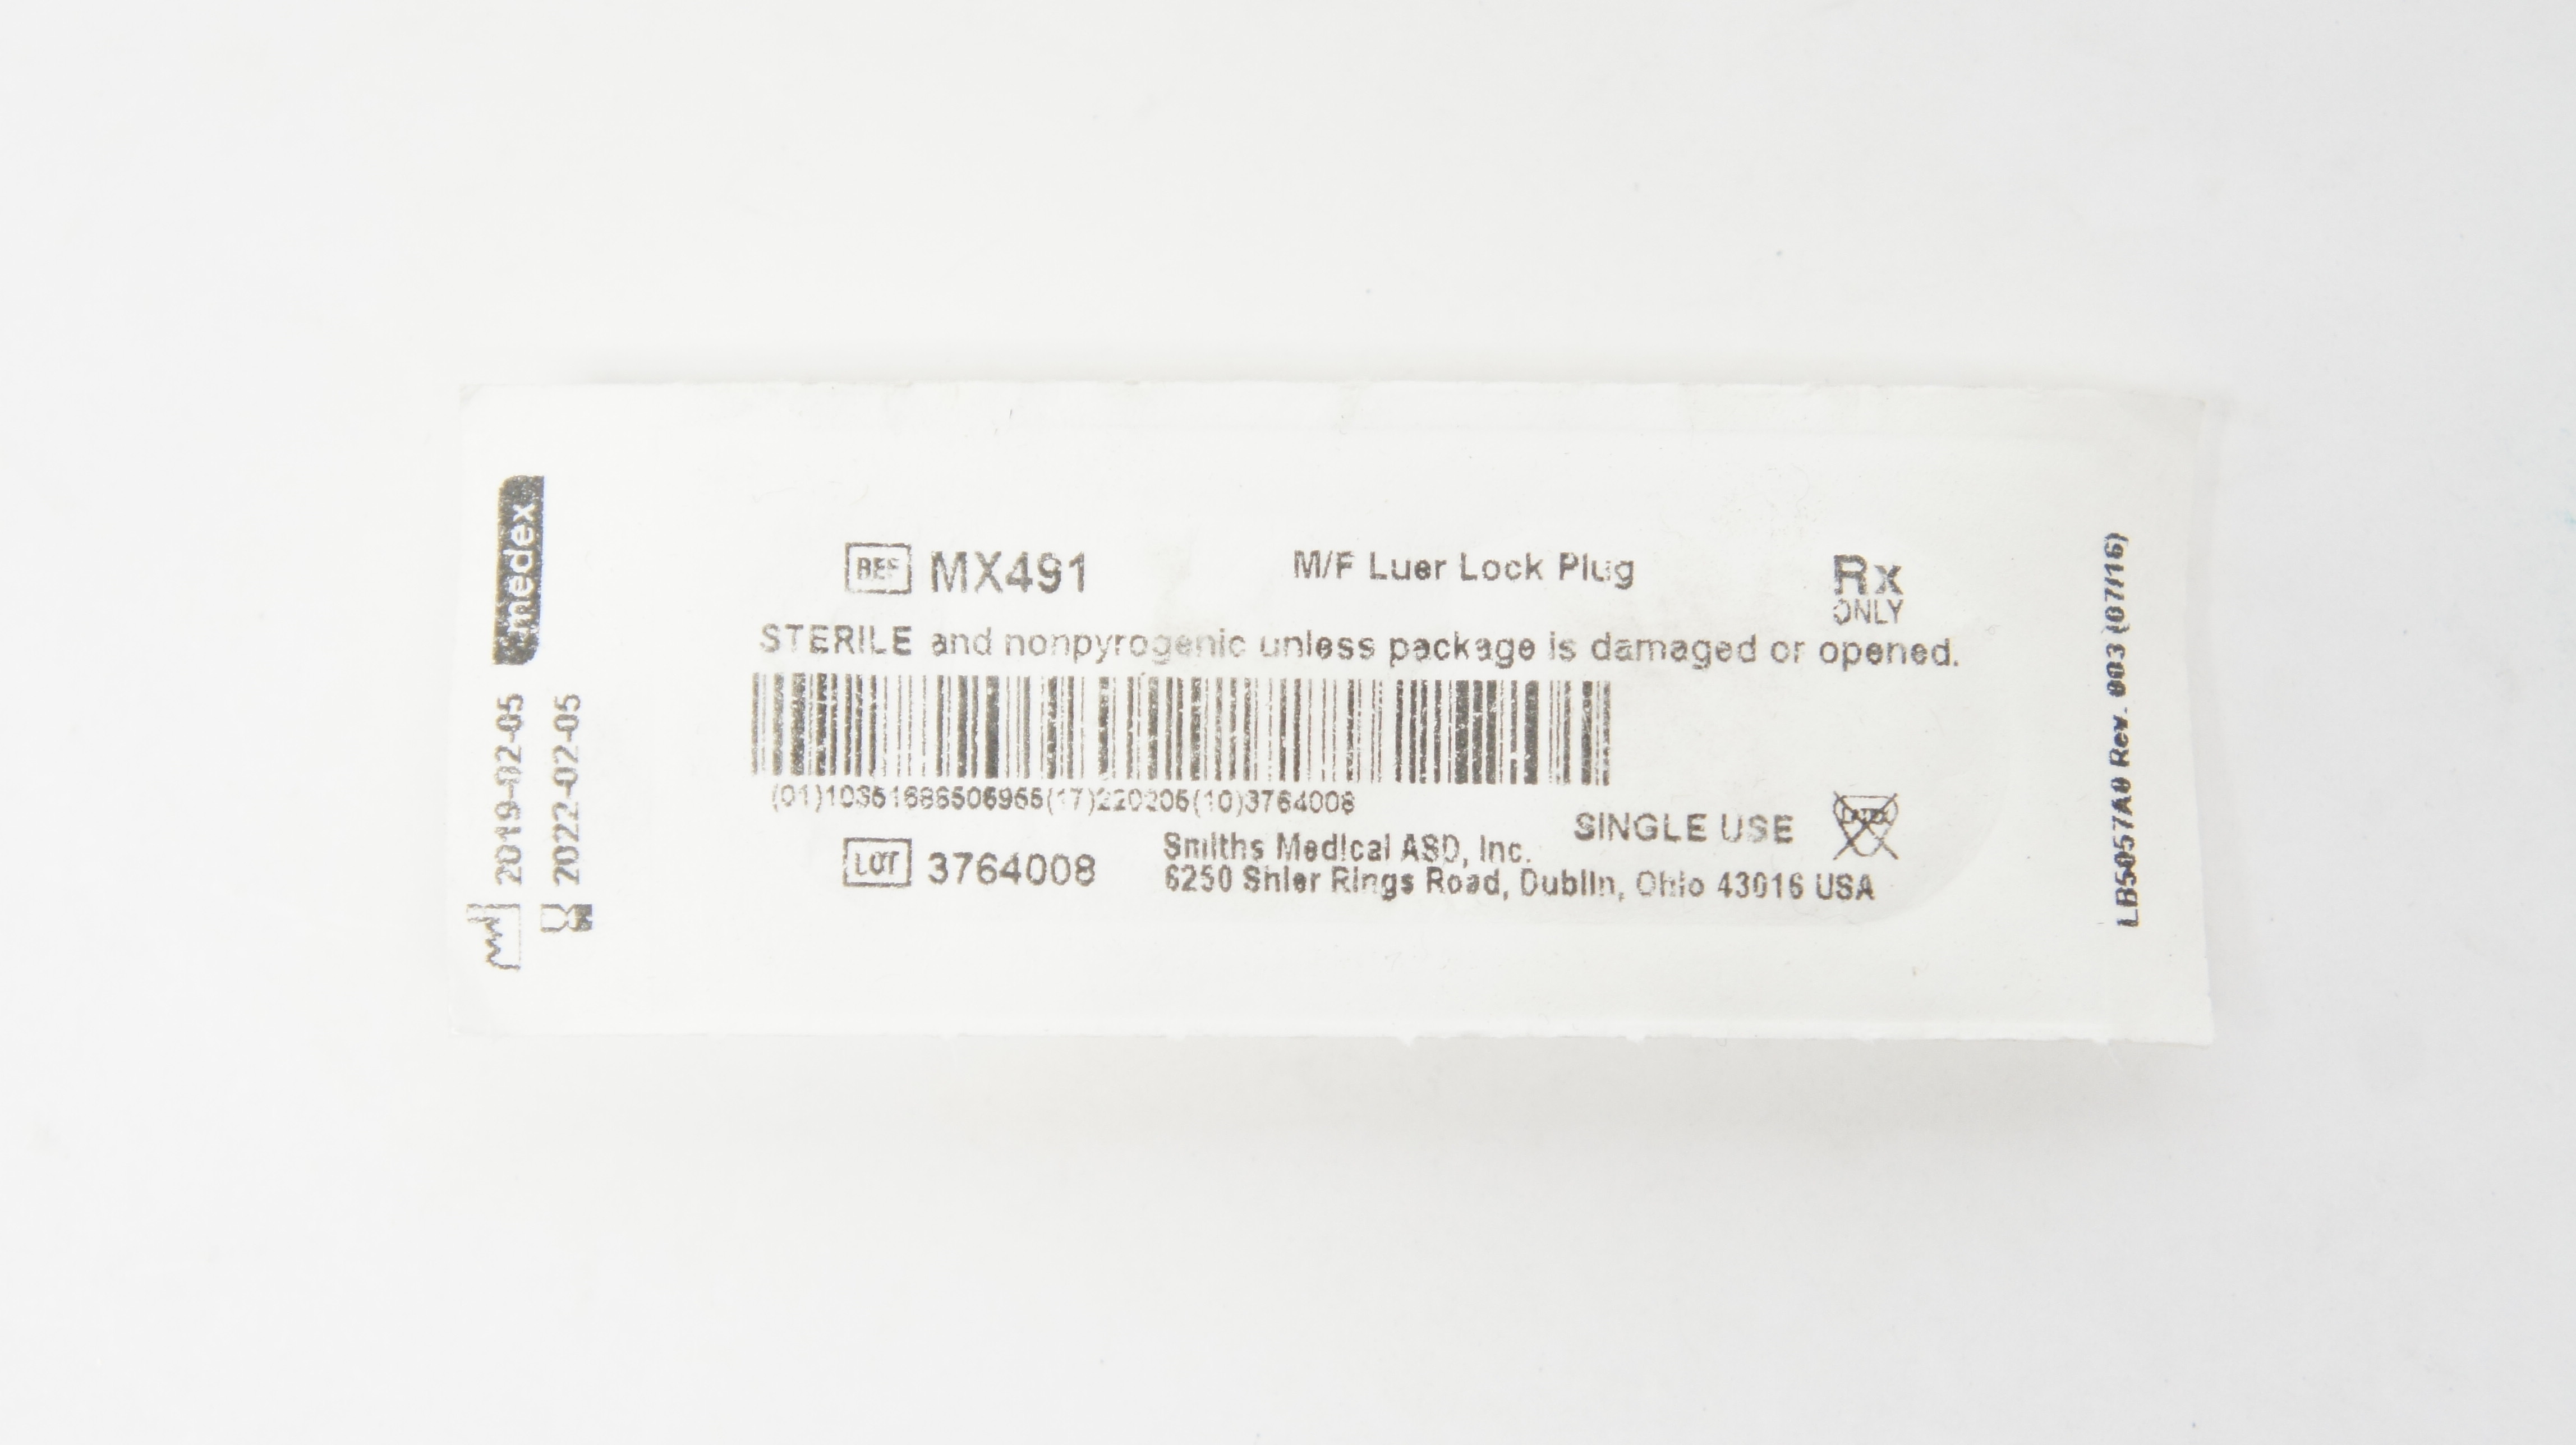 medex
2019-02-05
2022-02-05
REF MX491
M/F Luer Lock Plug
Rx
ONLY
STERILE and nonpyrogenic unless package is damaged or opened.
(01)10351688506955(17)220205(10)3764008
LOT 3764008
SINGLE USE
Smiths Medical ASD, Inc.
6250 Shier Rings Road, Dublin, Ohio 43016 USA
LB5057A0 Rev. 003 (07/16)